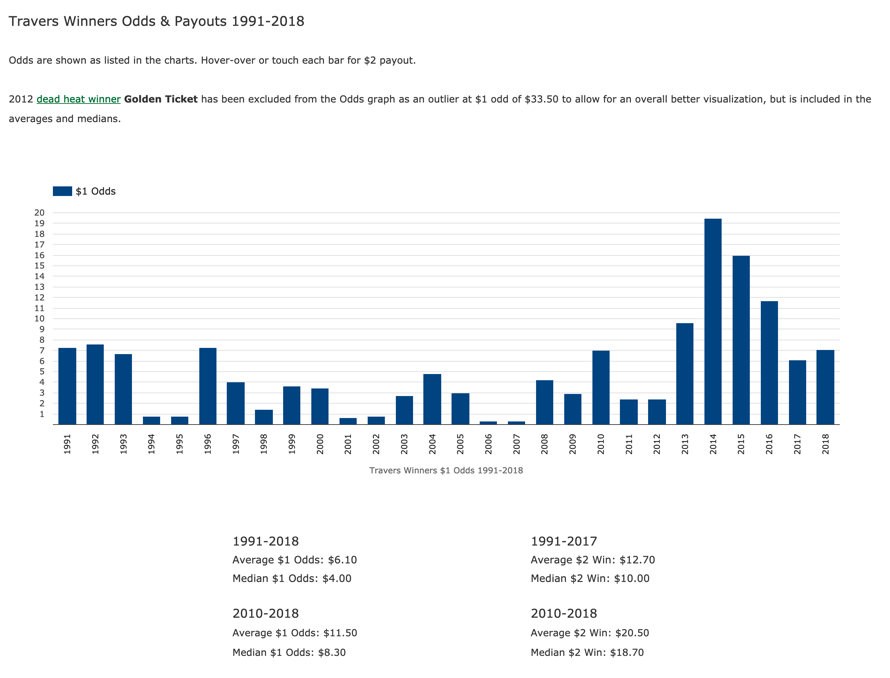 Travers Winners Odds & Payouts 1991-2018
Odds are shown as listed in the charts. Hover-over or touch each bar for $2 payout.
2012 dead heat winner Golden Ticket has been excluded from the Odds graph as an outlier at $1 odd of $33.50 to allow for an overall better visualization, but is included in the
averages and medians.
$1 Odds
20
19
18
17
16
15
14
13
12
11
10
9
8
7
6
5
4
3
2
1
1991 1992 1993 1994 1995 1996 1997 1998 1999 2000 2001 2002 2003 2004 2005 2006 2007 2008 2009 2010 2011 2012 2013 2014 2015 2016 2017 2018
Travers Winners $1 Odds 1991-2018
1991-2018
Average $1 Odds: $6.10
Median $1 Odds: $4.00
1991-2017
Average $2 Win: $12.70
Median $2 Win: $10.00
2010-2018
Average $1 Odds: $11.50
Median $1 Odds: $8.30
2010-2018
Average $2 Win: $20.50
Median $2 Win: $18.70